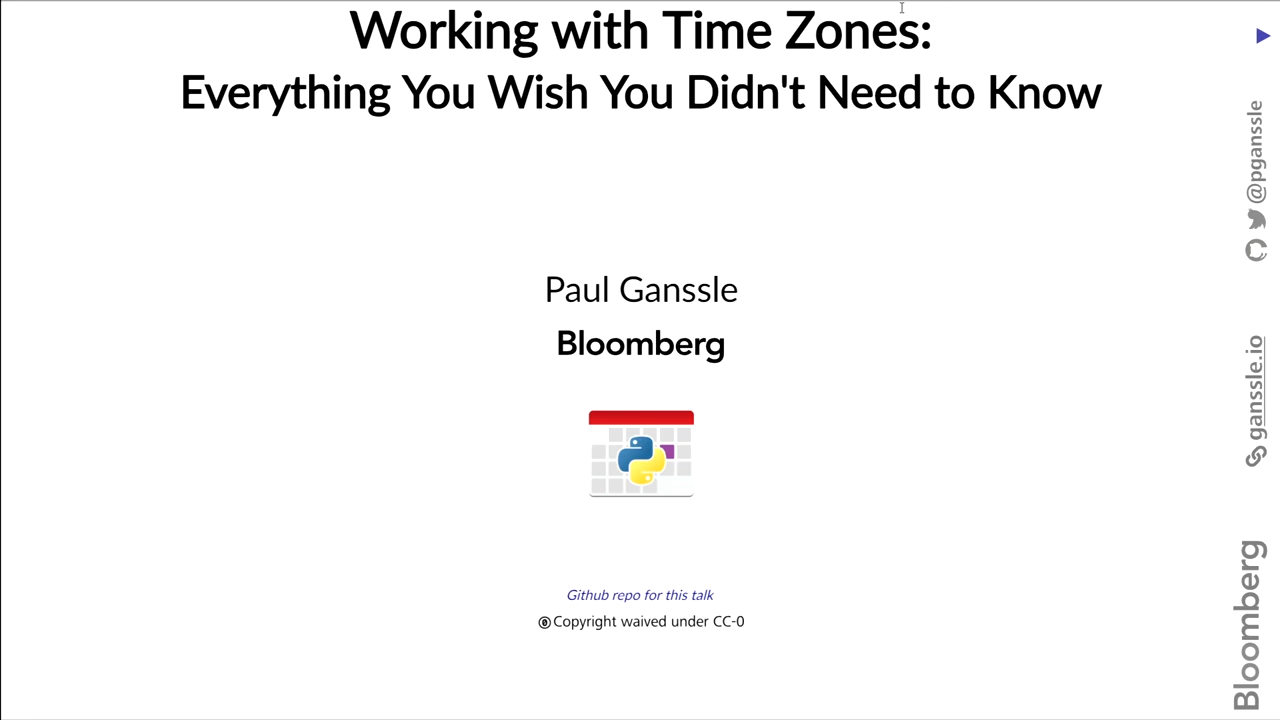 Working with Time Zones:
Everything You Wish You Didn't Need to Know
Paul Ganssle
Bloomberg
Github repo for this talk
Copyright waived under CC-0
@pganssle
ganssle.io
Bloomberg